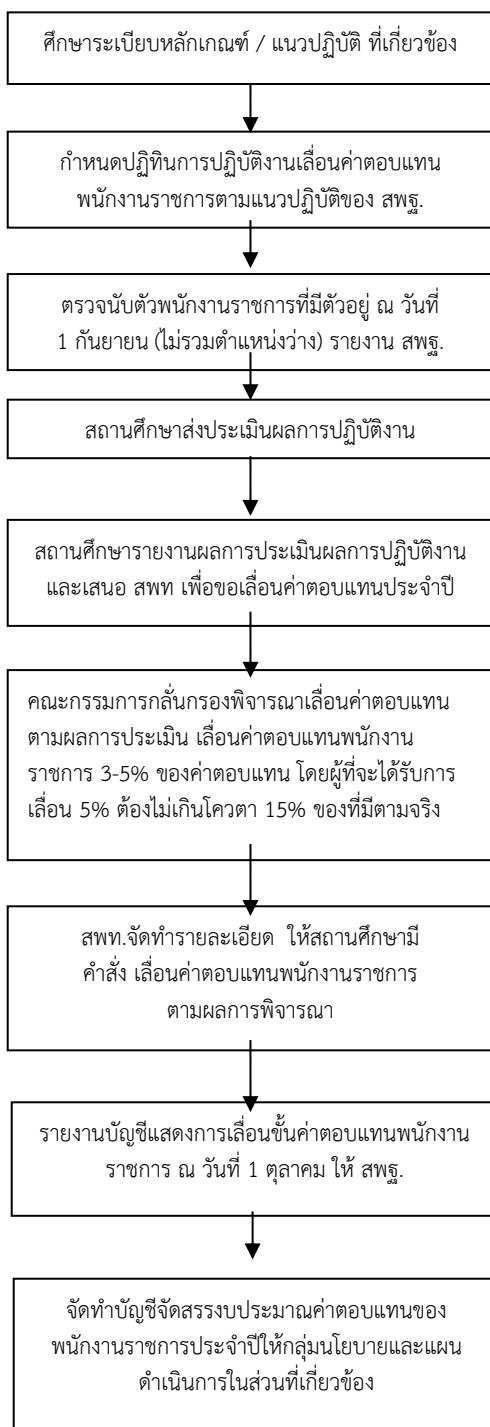 ศึกษาระเบียบหลักเกณฑ์ / แนวปฏิบัติ ที่เกี่ยวข้อง
กำหนดปฏิทินการปฏิบัติงานเลื่อนค่าตอบแทน
พนักงานราชการตามแนวปฏิบัติของ สพฐ.
ตรวจนับตัวพนักงานราชการที่มีตัวอยู่ ณ วันที่
1 กันยายน (ไม่รวมตำแหน่งว่าง) รายงาน สพฐ.
สถานศึกษาส่งประเมินผลการปฏิบัติงาน
สถานศึกษารายงานผลการประเมินผลการปฏิบัติงาน
และเสนอ สพท เพื่อขอเลื่อนค่าตอบแทนประจำปี
คณะกรรมการกลั่นกรองพิจารณาเลื่อนค่าตอบแทน
ตามผลการประเมิน เลื่อนค่าตอบแทนพนักงาน
ราชการ 3-5% ของค่าตอบแทน โดยผู้ที่จะได้รับการ
เลื่อน 5% ต้องไม่เกินโควตา 15% ของที่มีตามจริง
สพท.จัดทำรายละเอียด ให้สถานศึกษามี
คำสั่ง เลื่อนค่าตอบแทนพนักงานราชการ
ตามผลการพิจารณา
รายงานบัญชีแสดงการเลื่อนขั้นค่าตอบแทนพนักงาน
ราชการ ณ วันที่ 1 ตุลาคม ให้ สพฐ.
จัดทำบัญชีจัดสรรงบประมาณค่าตอบแทนของ
พนักงานราชการประจำปีให้กลุ่มนโยบายและแผน
ดำเนินการในส่วนที่เกี่ยวข้อง